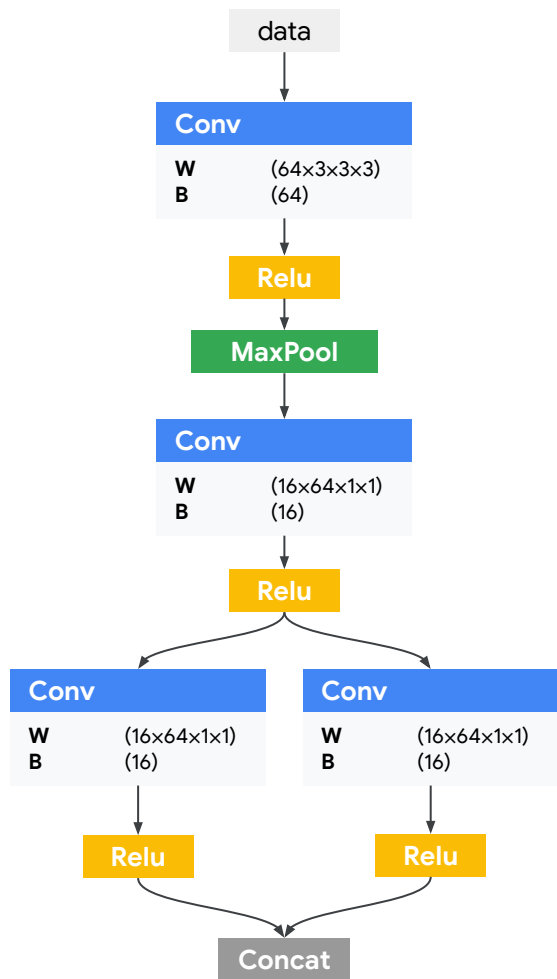 data
Conv
W (64×3×3×3)
B (64)
Relu
MaxPool
Conv
W (16×64×1×1)
B (16)
Relu
Conv
W (16×64×1×1)
B (16)
Relu
Conv
W (16×64×1×1)
B (16)
Relu
Concat